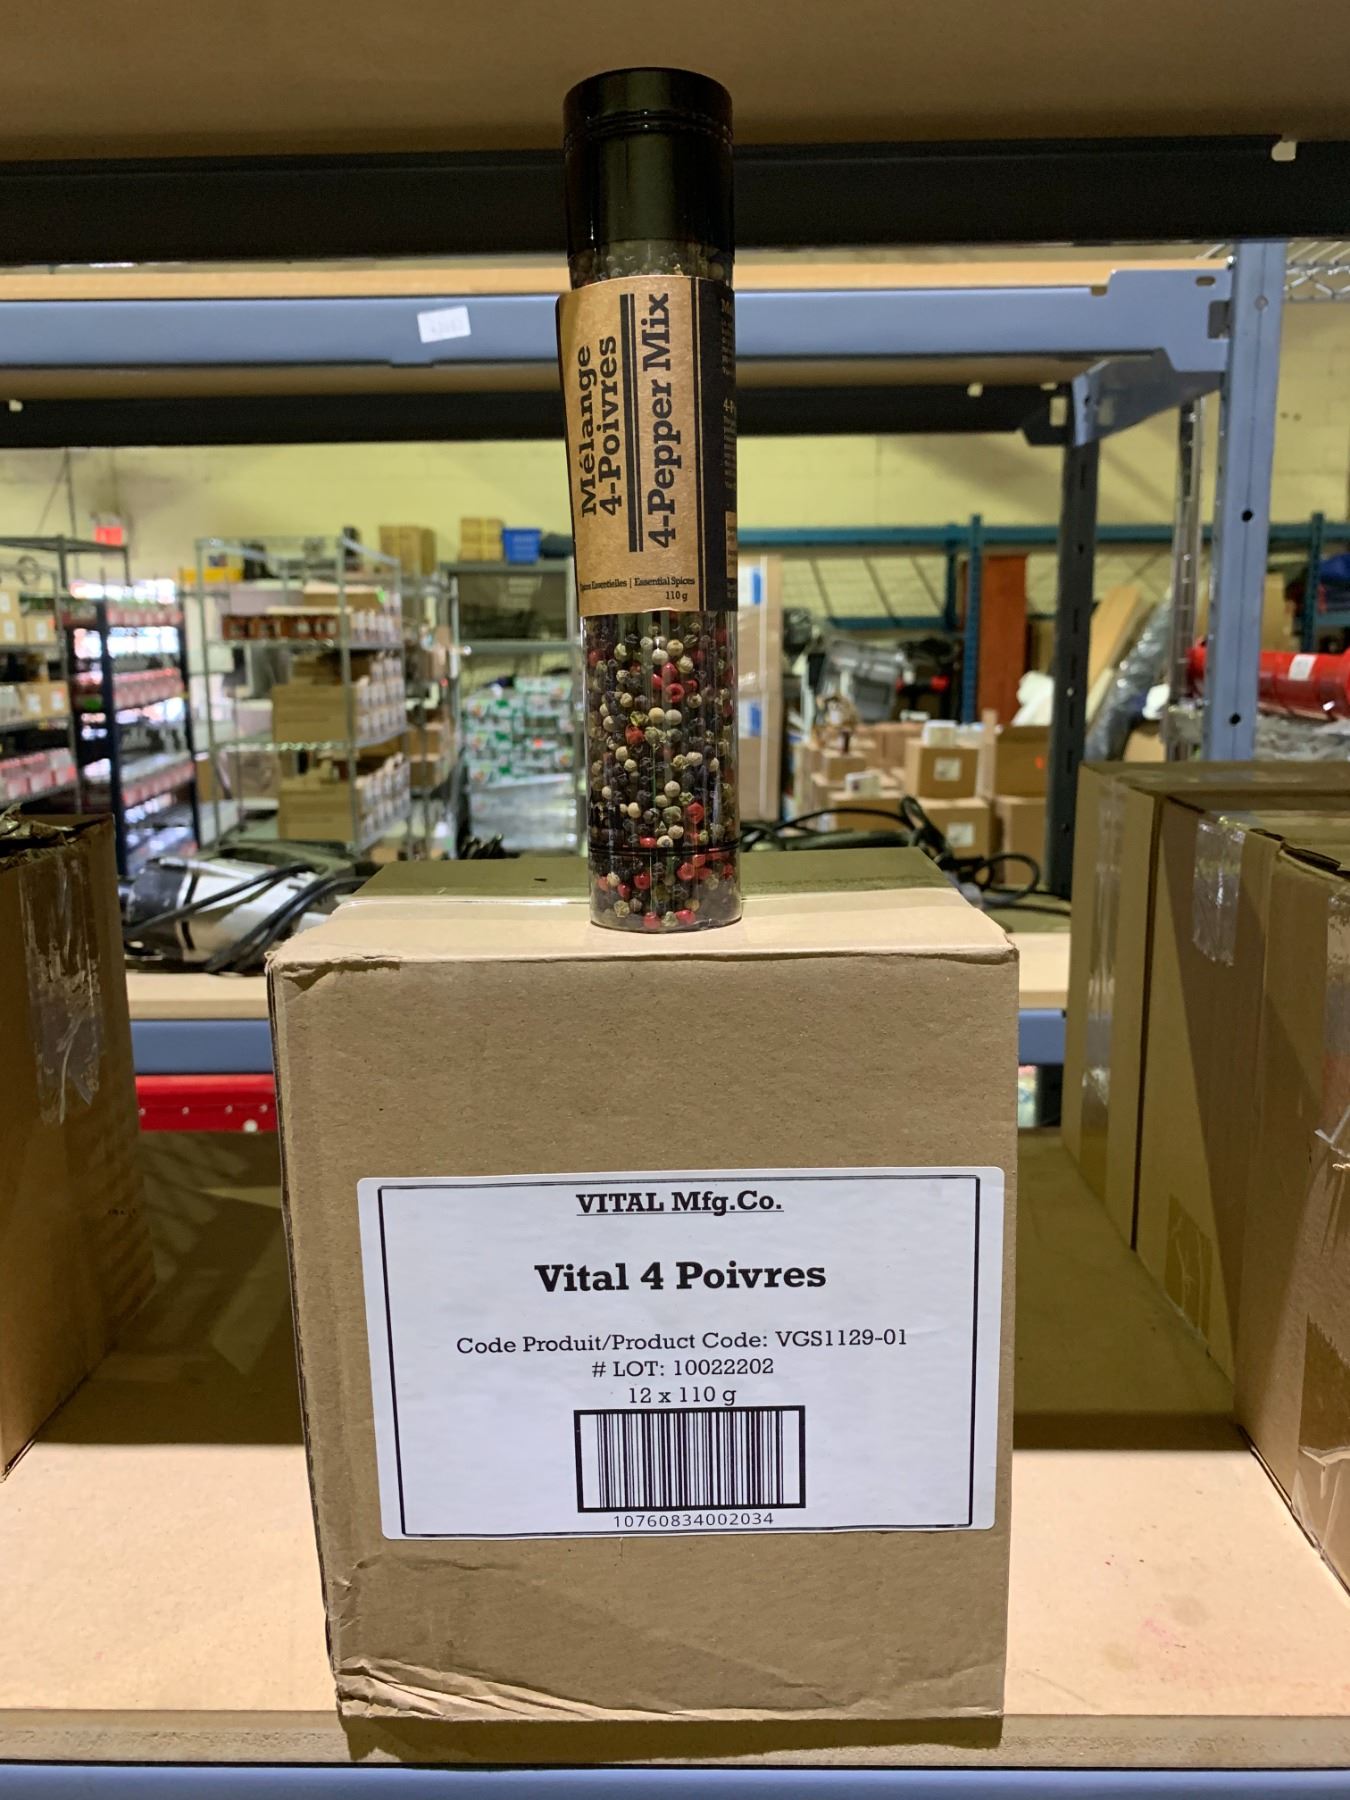 Mélange
4-Poivres
4-Pepper Mix
Essentielles | Essential Spices
110 g
VITAL Mfg.Co.
Vital 4 Poivres
Code Produit/Product Code: VGS1129-01
# LOT: 10022202
12 x 110 g
10760834002034